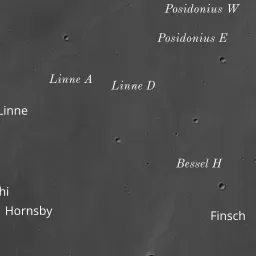 Posidonius W
Posidonius E
Linne A
Linne D
Linne
Bessel H
hi
Hornsby
Finsch